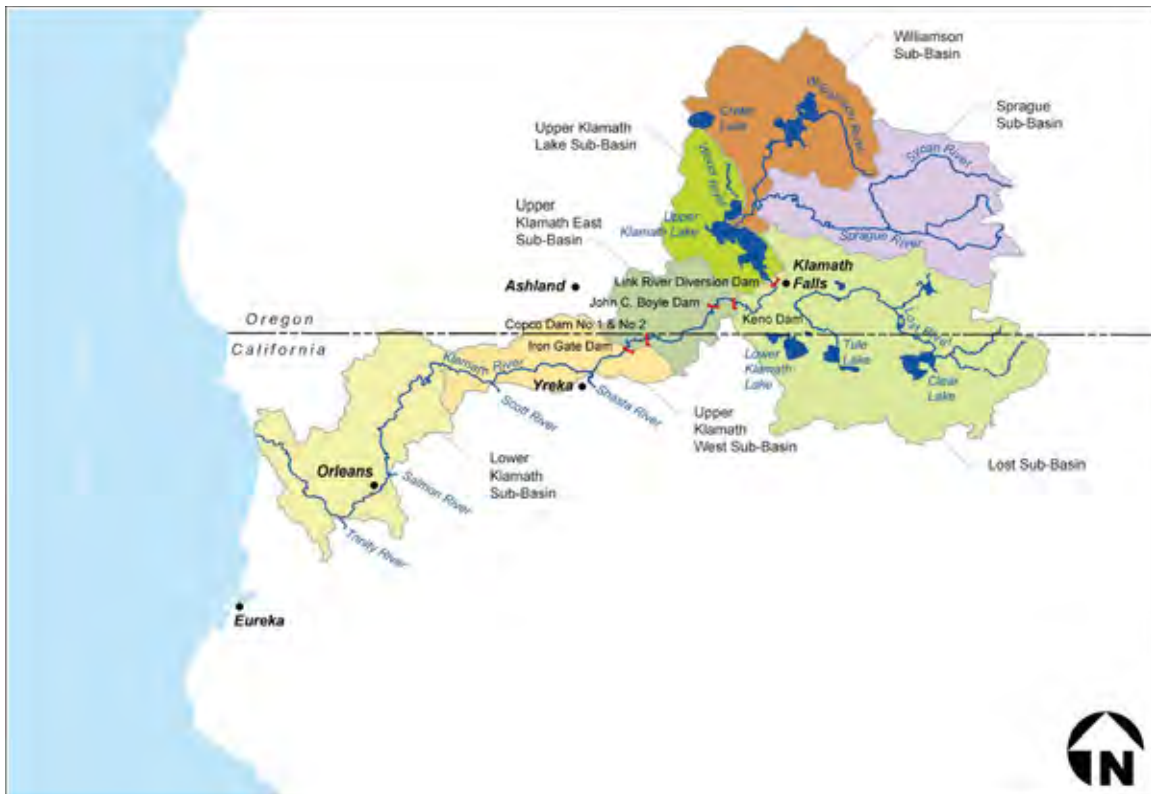 Williamson
Sub-Basin
Williamson River
Crater
Lake
Sprague
Sub-Basin
Upper Klamath
Lake Sub-Basin
Sycan River
Wood River
Upper
Klamath East
Sub-Basin
Upper
Klamath Lake
Sprague River
Klamath
Falls
Link River Diversion Dam
Ashland
John C. Boyle Dam
Keno Dam
Lost River
Oregon
Copco Dam No 1 & No 2
California
Iron Gate Dam
Lower
Klamath
Lake
Tule
Lake
Clear
Lake
Klamath River
Yreka
Shasta River
Scott River
Upper
Klamath
West Sub-Basin
Lost Sub-Basin
Lower
Klamath
Sub-Basin
Orleans
Salmon River
Trinity River
Eureka
N